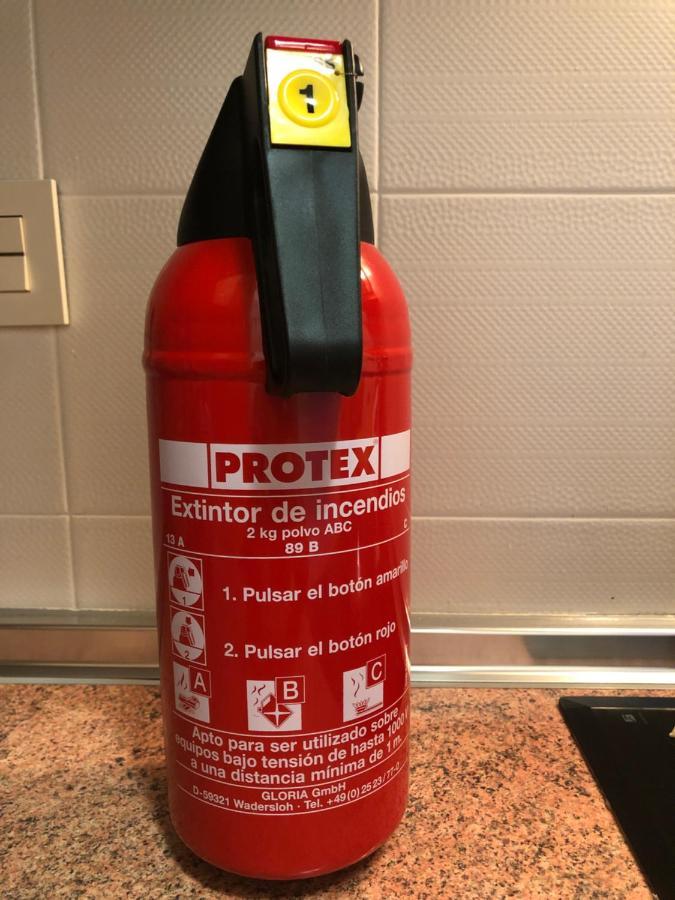 1
PROTEX
Extintor de incendios
2 kg polvo ABC
13 A 89 B C
1
1. Pulsar el botón amarillo
2
2. Pulsar el botón rojo
A B C
Apto para ser utilizado sobre
equipos bajo tensión de hasta 1000 V
a una distancia mínima de 1 m.
GLORIA GmbH
D-59321 Wadersloh · Tel. +49 (0) 25 23 / 77-0